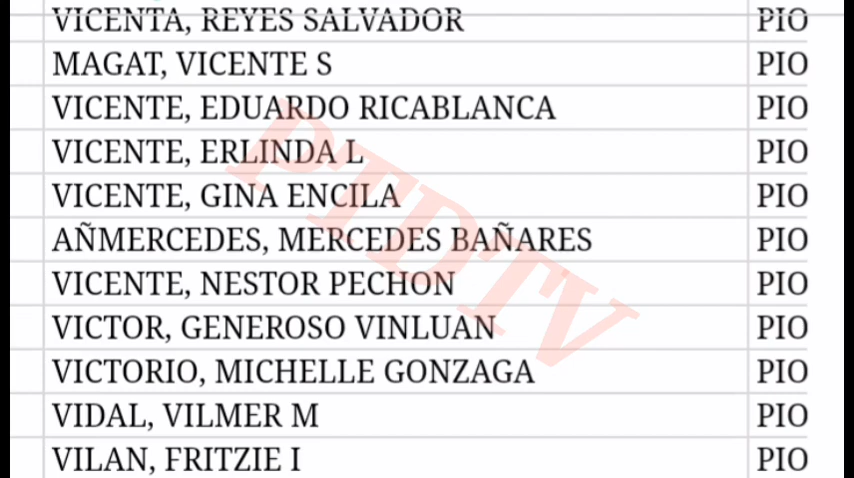 VICENTA, REYES SALVADOR PIO
MAGAT, VICENTE S PIO
VICENTE, EDUARDO RICABLANCA PIO
VICENTE, ERLINDA L PIO
VICENTE, GINA ENCILA PIO
AÑMERCEDES, MERCEDES BAÑARES PIO
VICENTE, NESTOR PECHON PIO
VICTOR, GENEROSO VINLUAN PIO
VICTORIO, MICHELLE GONZAGA PIO
VIDAL, VILMER M PIO
VILAN, FRITZIE I PIO
PTDTV